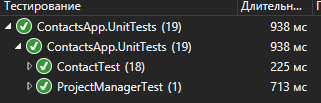 Тестирование Длительн...
ContactsApp.UnitTests (19) 938 мс
ContactsApp.UnitTests (19) 938 мс
ContactTest (18) 225 мс
ProjectManagerTest (1) 713 мс